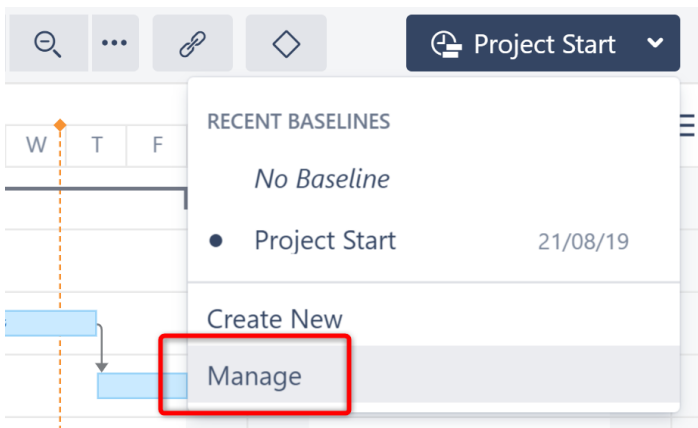 Project Start
RECENT BASELINES
W T F
No Baseline
Project Start 21/08/19
Create New
Manage